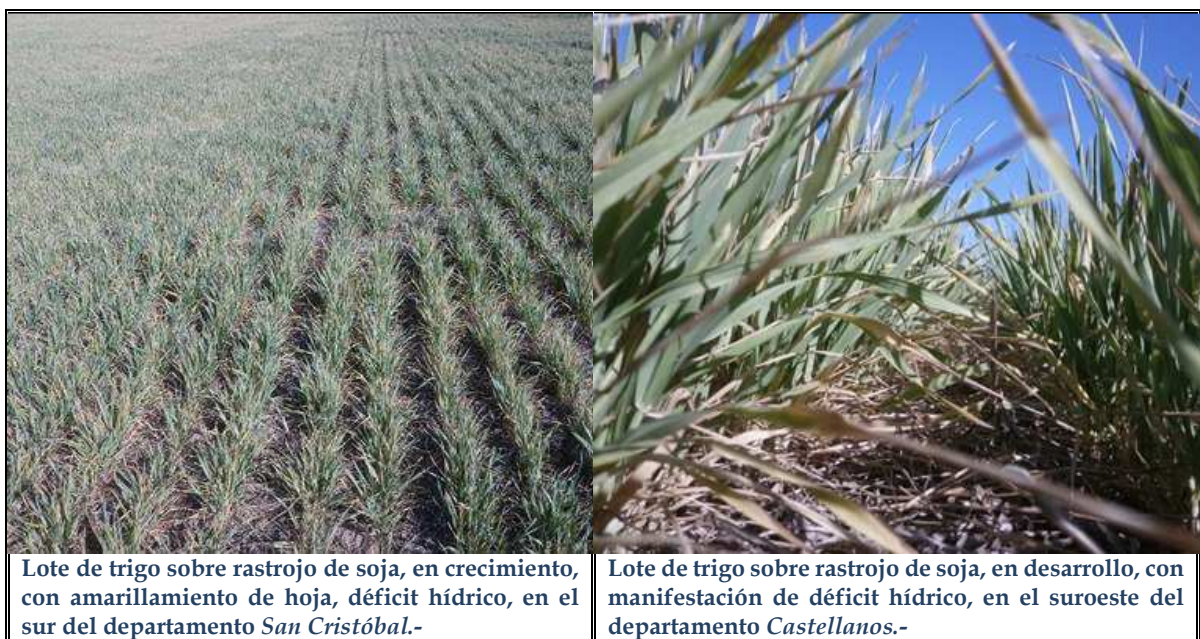 Lote de trigo sobre rastrojo de soja, en crecimiento,
con amarillamiento de hoja, déficit hídrico, en el
sur del departamento San Cristóbal.-
Lote de trigo sobre rastrojo de soja, en desarrollo, con
manifestación de déficit hídrico, en el suroeste del
departamento Castellanos.-